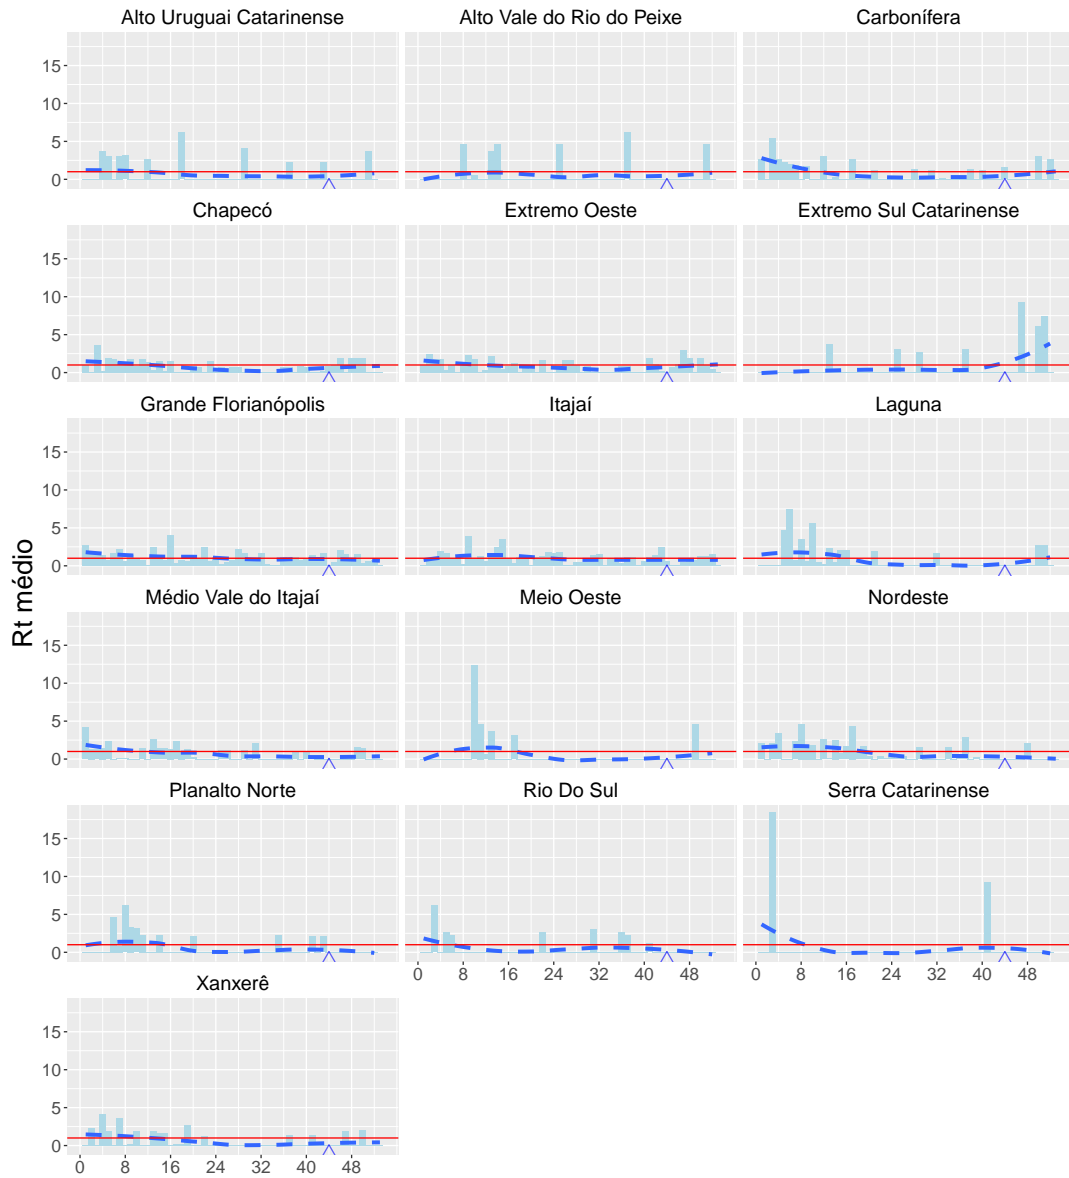 Alto Uruguai Catarinense Alto Vale do Rio do Peixe Carbonífera
15
10
5
0
Chapecó Extremo Oeste Extremo Sul Catarinense
15
10
5
0
Grande Florianópolis Itajaí Laguna
15
10
5
0
Rt médio
Médio Vale do Itajaí Meio Oeste Nordeste
15
10
5
0
Planalto Norte Rio Do Sul Serra Catarinense
15
10
5
0
0 8 16 24 32 40 48 0 8 16 24 32 40 48
Xanxerê
15
10
5
0
0 8 16 24 32 40 48